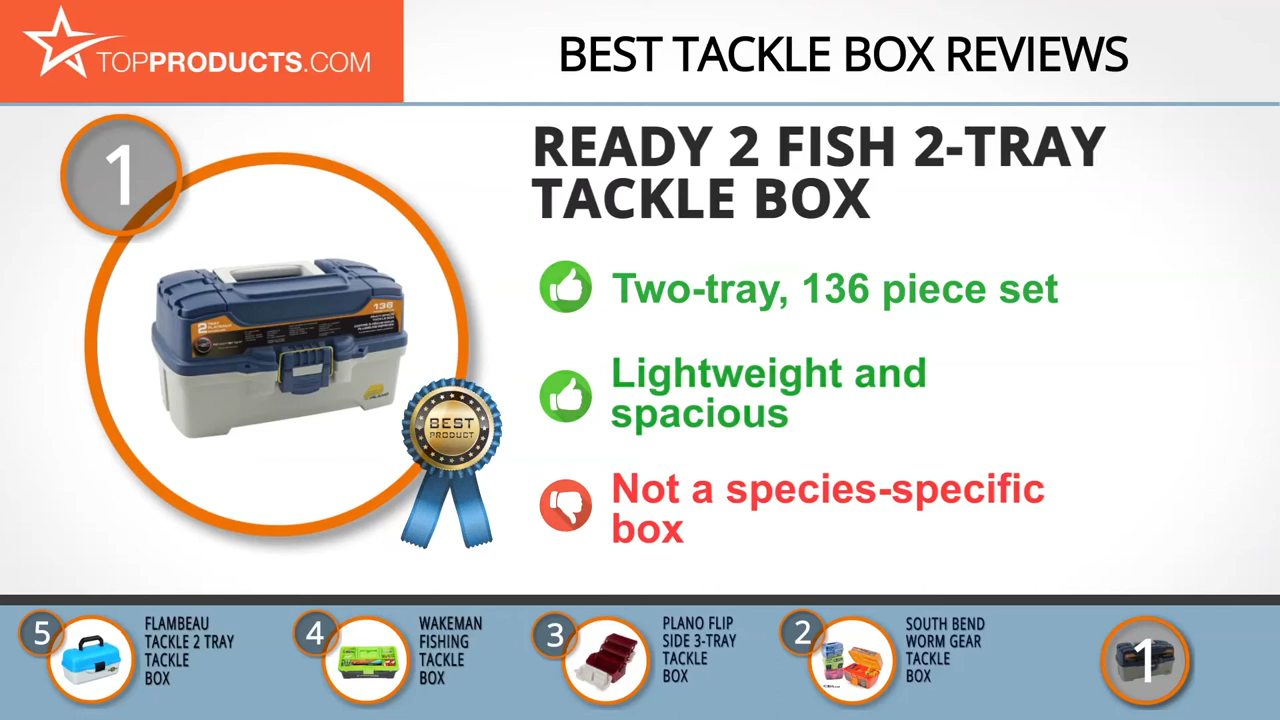 TOPPRODUCTS.COM
BEST TACKLE BOX REVIEWS
1
READY 2 FISH 2-TRAY
TACKLE BOX
136
2
BEST
PRODUCT
Two-tray, 136 piece set
Lightweight and
spacious
Not a species-specific
box
5
FLAMBEAU
TACKLE 2 TRAY
TACKLE
BOX
4
WAKEMAN
FISHING
TACKLE
BOX
3
PLANO FLIP
SIDE 3-TRAY
TACKLE
BOX
2
SOUTH BEND
WORM GEAR
TACKLE
BOX
1